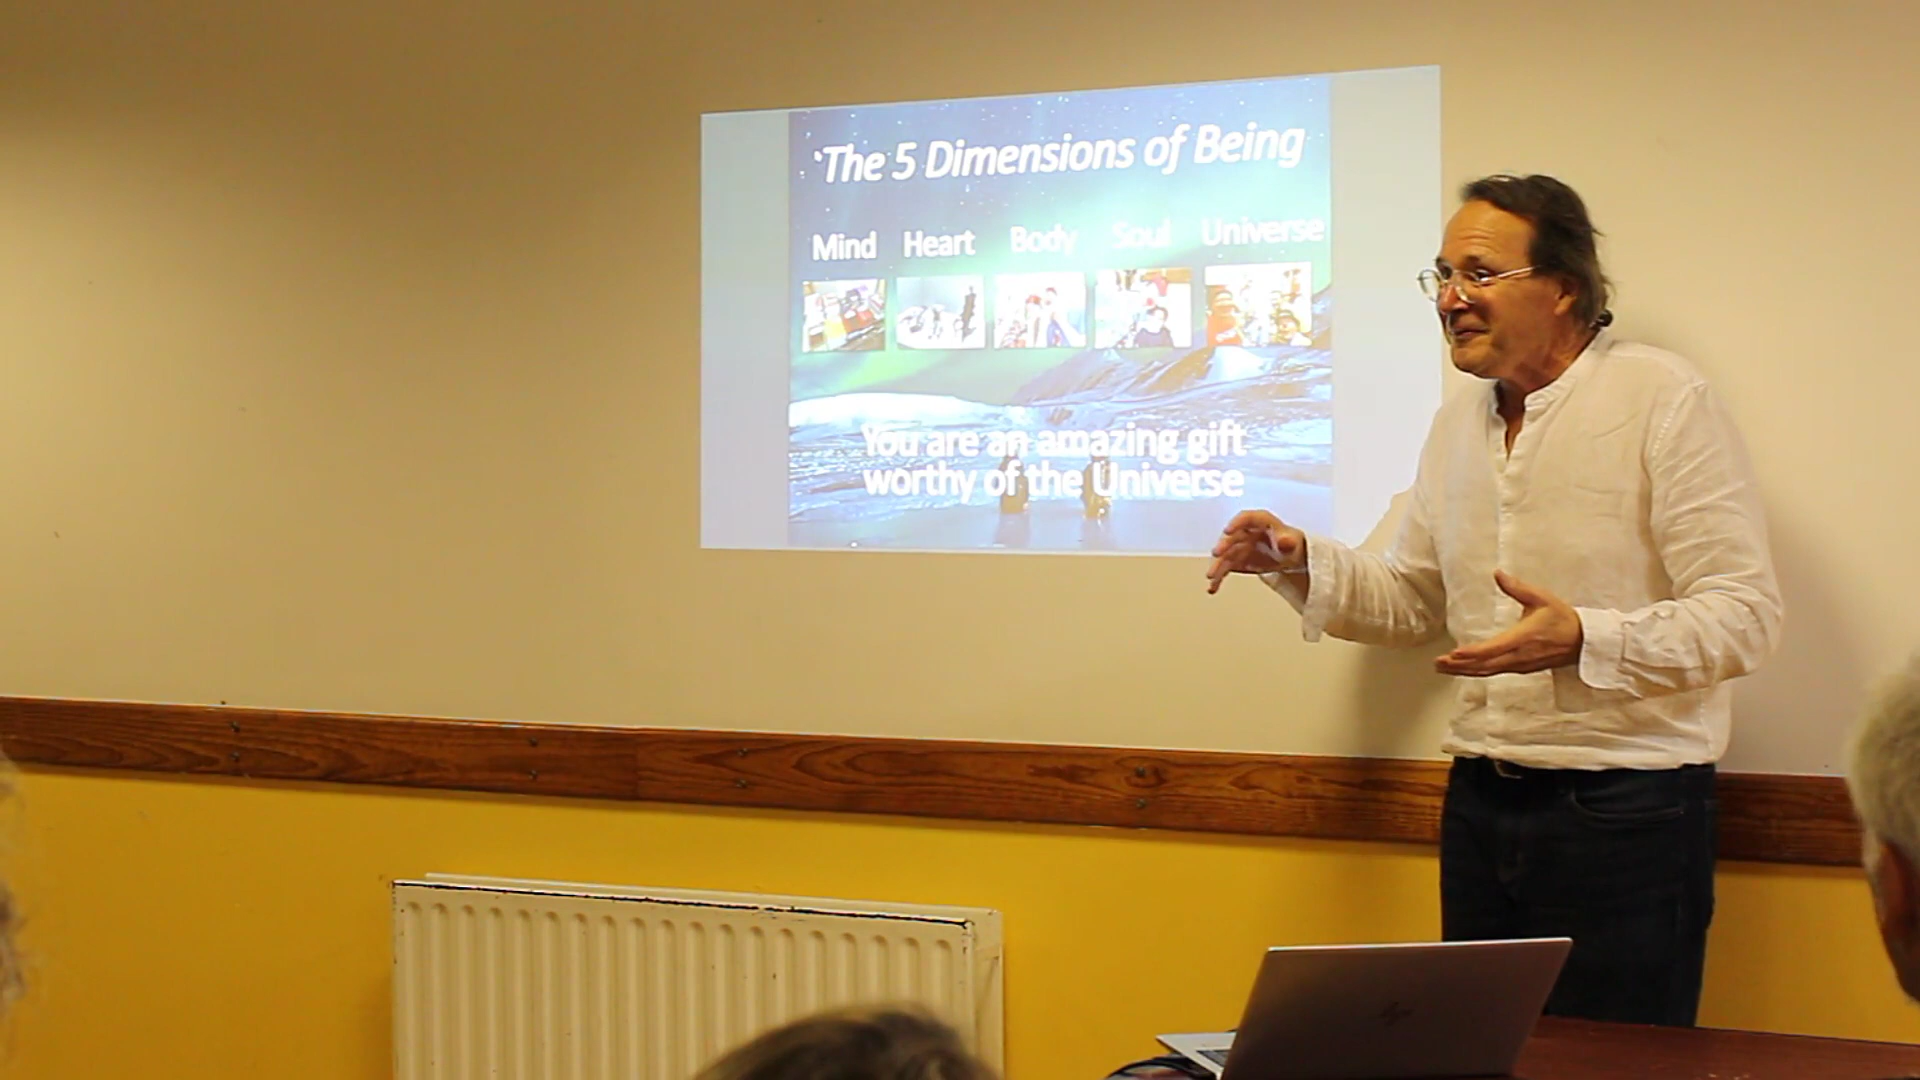 'The 5 Dimensions of Being
Mind Heart Body Soul Universe
You are an amazing gift
worthy of the Universe
hp